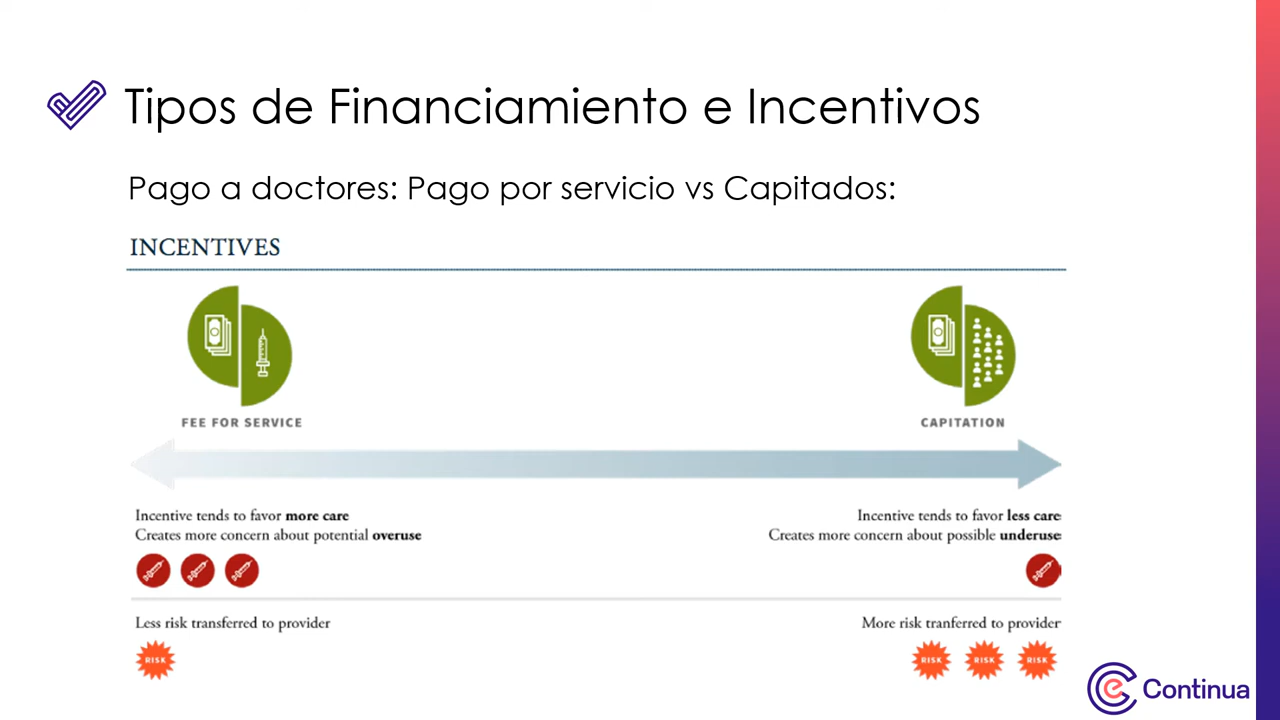 Tipos de Financiamiento e Incentivos
Pago a doctores: Pago por servicio vs Capitados:
INCENTIVES
FEE FOR SERVICE
CAPITATION
Incentive tends to favor more care
Creates more concern about potential overuse
Incentive tends to favor less care
Creates more concern about possible underuse
Less risk transferred to provider
More risk tranferred to provider
RISK
RISK RISK RISK
e Continua